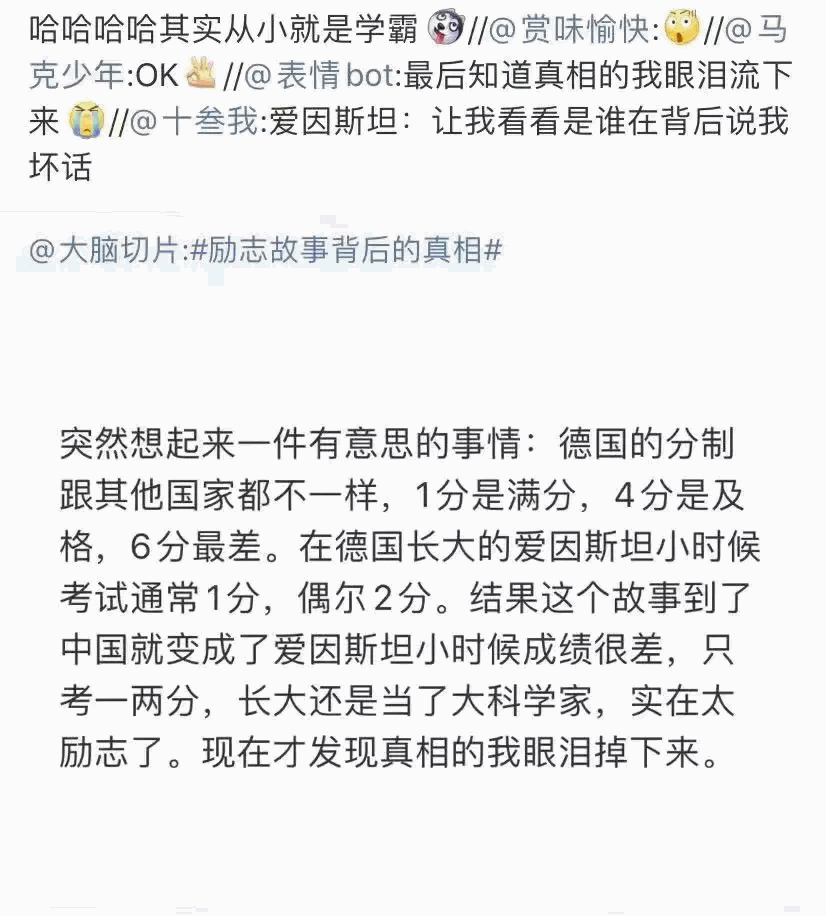 哈哈哈哈其实从小就是学霸//@赏味愉快://@马
克少年:OK//@表情bot:最后知道真相的我眼泪流下
来//@十叁我:爱因斯坦：让我看看是谁在背后说我
坏话
@大脑切片:#励志故事背后的真相#
突然想起来一件有意思的事情：德国的分制
跟其他国家都不一样，1分是满分，4分是及
格，6分最差。在德国长大的爱因斯坦小时候
考试通常1分，偶尔2分。结果这个故事到了
中国就变成了爱因斯坦小时候成绩很差，只
考一两分，长大还是当了大科学家，实在太
励志了。现在才发现真相的我眼泪掉下来。